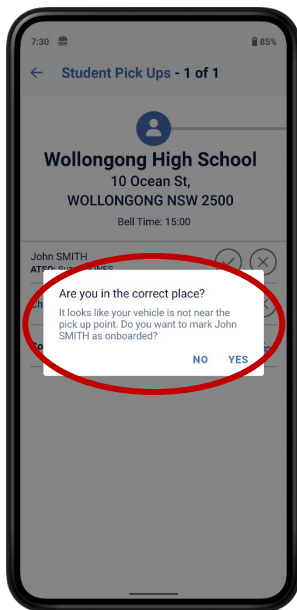 7:30 85%
← Student Pick Ups - 1 of 1
Wollongong High School
10 Ocean St,
WOLLONGONG NSW 2500
Bell Time: 15:00
John SMITH
ATSO:
Are you in the correct place?
It looks like your vehicle is not near the
pick up point. Do you want to mark John
SMITH as onboarded?
NO YES